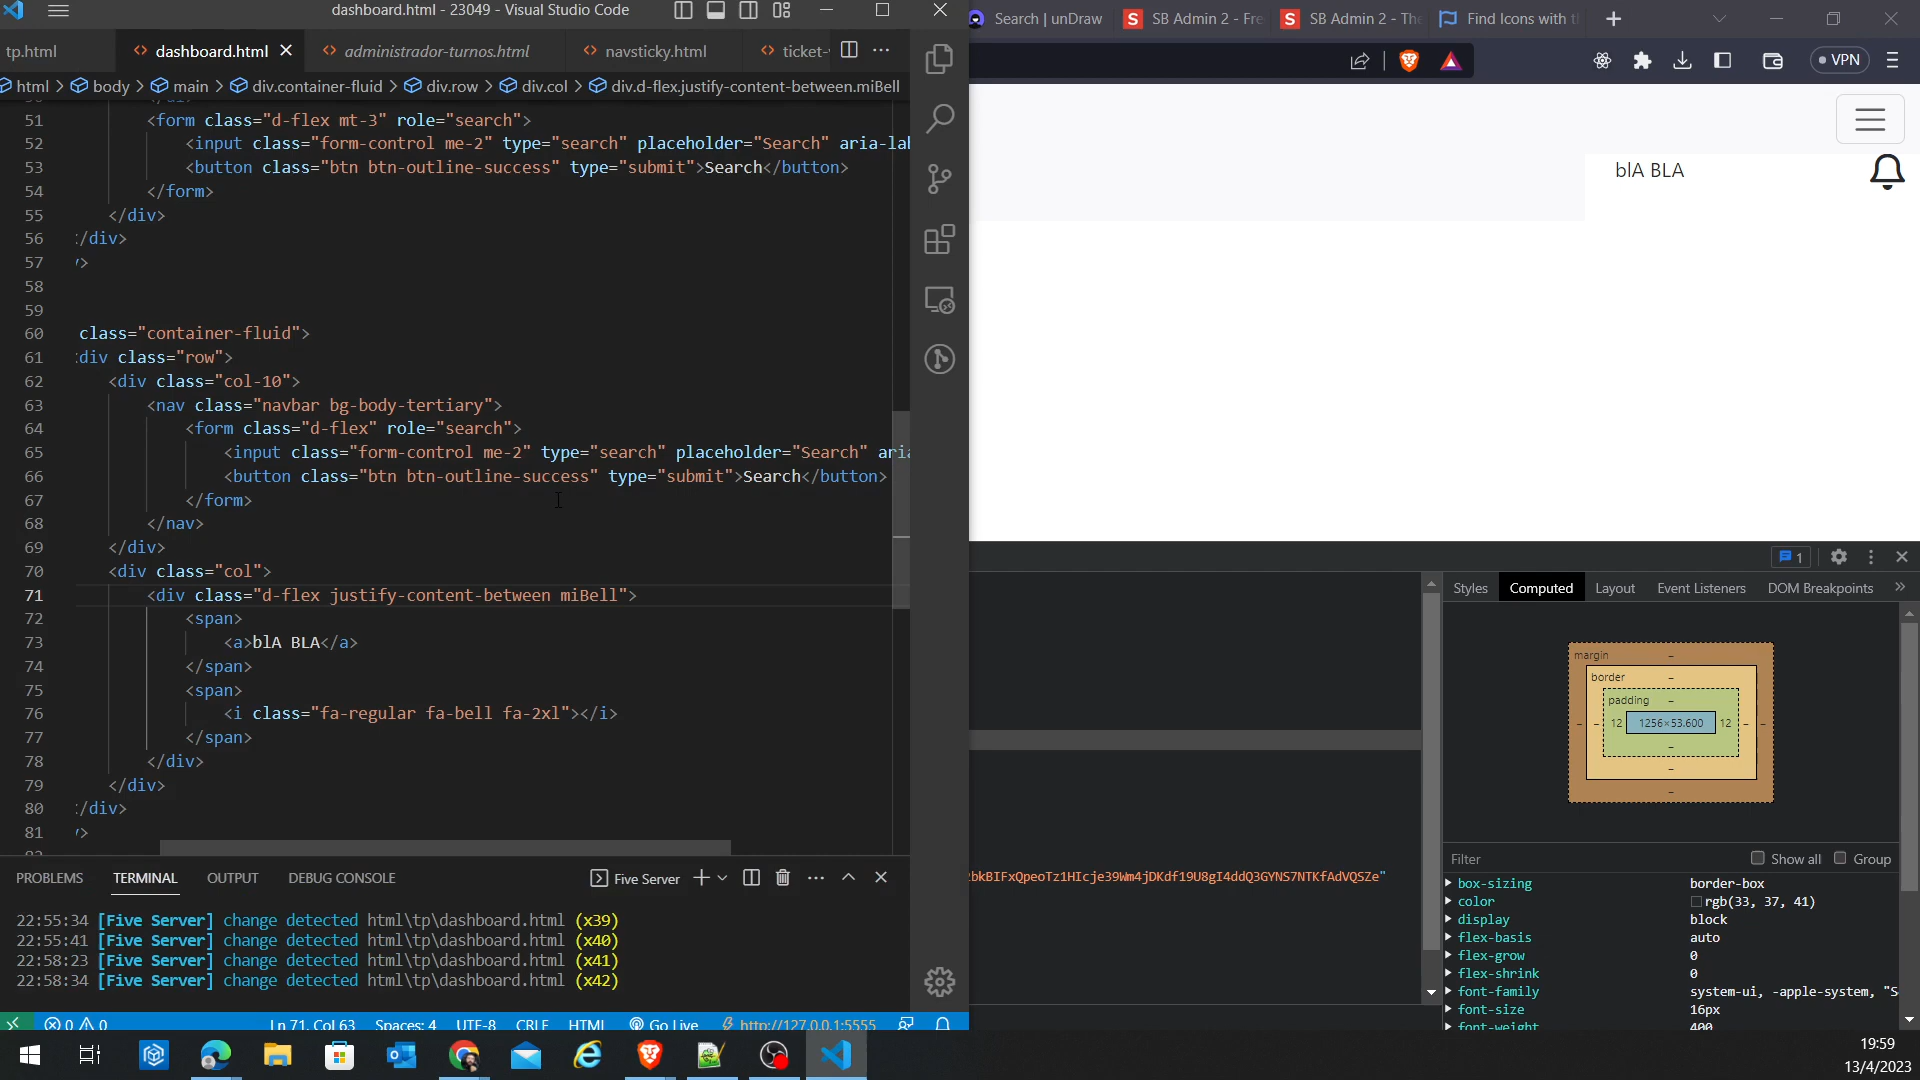 dashboard.html - 23049 - Visual Studio Code
tp.html
dashboard.html
administrador-turnos.html
navsticky.html
ticket-
html > body > main > div.container-fluid > div.row > div.col > div.d-flex.justify-content-between.miBell
51 <form class="d-flex mt-3" role="search">
52 <input class="form-control me-2" type="search" placeholder="Search" aria-lab
53 <button class="btn btn-outline-success" type="submit">Search</button>
54 </form>
55 </div>
56 /div>
57 >
58
59
60 class="container-fluid">
61 div class="row">
62 <div class="col-10">
63 <nav class="navbar bg-body-tertiary">
64 <form class="d-flex" role="search">
65 <input class="form-control me-2" type="search" placeholder="Search" aria
66 <button class="btn btn-outline-success" type="submit">Search</button>
67 </form>
68 </nav>
69 </div>
70 <div class="col">
71 <div class="d-flex justify-content-between miBell">
72 <span>
73 <a>blA BLA</a>
74 </span>
75 <span>
76 <i class="fa-regular fa-bell fa-2xl"></i>
77 </span>
78 </div>
79 </div>
80 /div>
81 >
PROBLEMS TERMINAL OUTPUT DEBUG CONSOLE
Five Server
22:55:34 [Five Server] change detected html\tp\dashboard.html (x39)
22:55:41 [Five Server] change detected html\tp\dashboard.html (x40)
22:58:23 [Five Server] change detected html\tp\dashboard.html (x41)
22:58:34 [Five Server] change detected html\tp\dashboard.html (x42)
0 0 Ln 71, Col 63 Spaces: 4 UTF-8 CRLF HTML Go Live http://127.0.0.1:5555
Search | unDraw
SB Admin 2 - Fre
SB Admin 2 - The
Find Icons with t
VPN
blA BLA
1
Styles Computed Layout Event Listeners DOM Breakpoints
margin
border
padding
12 1256×53.600 12
bkBIFxQpeoTz1HIcje39Wm4jDKdf19U8gI4ddQ3GYNS7NTKfAdVQSZe"
Filter Show all Group
box-sizing border-box
color rgb(33, 37, 41)
display block
flex-basis auto
flex-grow 0
flex-shrink 0
font-family system-ui, -apple-system, "S
font-size 16px
font-weight 400
19:59
13/4/2023